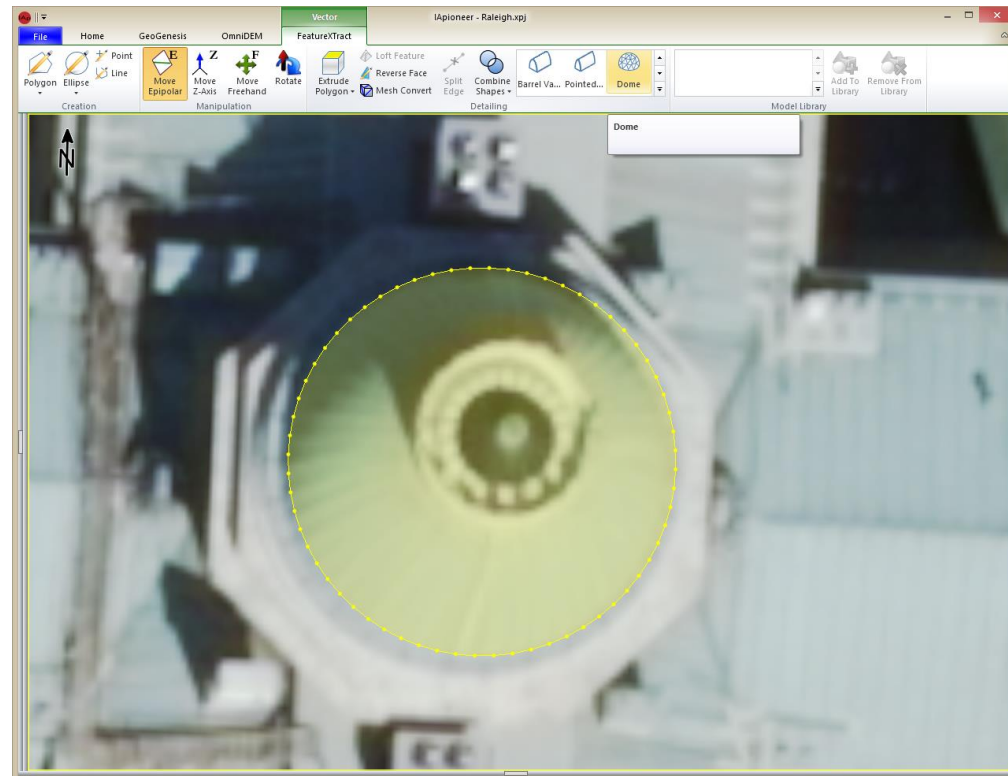 IAp
Vector
IApioneer - Raleigh.xpj
File
Home
GeoGenesis
OmniDEM
FeatureXTract
Polygon
Ellipse
Point
Line
Creation
E
Move
Epipolar
Z
Move
Z-Axis
F
Move
Freehand
Rotate
Manipulation
Extrude
Polygon
Loft Feature
Reverse Face
Mesh Convert
Split
Edge
Combine
Shapes
Barrel Va...
Pointed...
Dome
Detailing
Add To
Library
Remove From
Library
Model Library
Dome
N